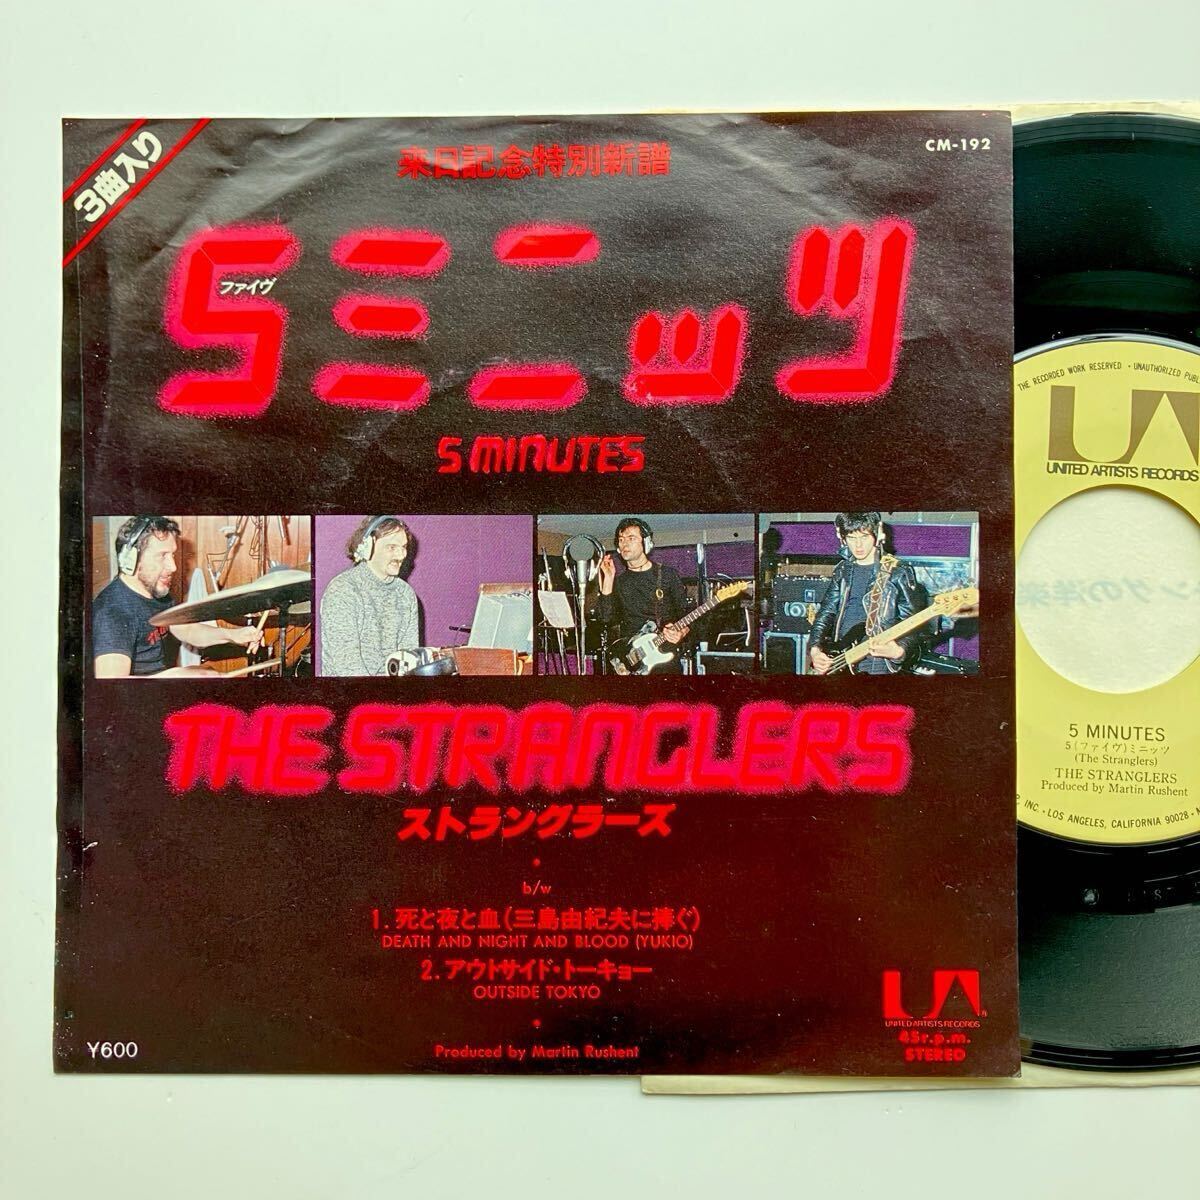 3曲入り
来日記念特別新譜
CM-192
5ミニッツ
ファイヴ
5 MINUTES
THE STRANGLERS
ストラングラーズ
b/w
1. 死と夜と血(三島由紀夫に捧ぐ)
DEATH AND NIGHT AND BLOOD (YUKIO)
2. アウトサイド・トーキョー
OUTSIDE TOKYO
¥600
Produced by Martin Rushent
UA
UNITED ARTISTS RECORDS
45r.p.m.
STEREO
THE RECORDED WORK RESERVED • UNAUTHORIZED
UA
UNITED ARTISTS RECORDS
5 MINUTES
5(ファイヴ)ミニッツ
(The Stranglers)
THE STRANGLERS
Produced by Martin Rushent
INC. • LOS ANGELES, CALIFORNIA 90028 •